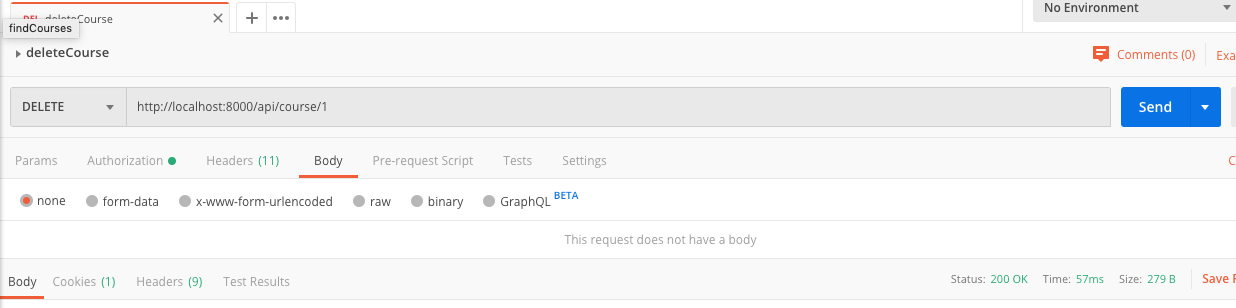 DEL deleteCourse
findCourses
No Environment
deleteCourse
Comments (0)
Exa
DELETE
http://localhost:8000/api/course/1
Send
Params Authorization Headers (11) Body Pre-request Script Tests Settings
C
none form-data x-www-form-urlencoded raw binary GraphQL BETA
This request does not have a body
Body Cookies (1) Headers (9) Test Results Status: 200 OK Time: 57ms Size: 279 B Save F